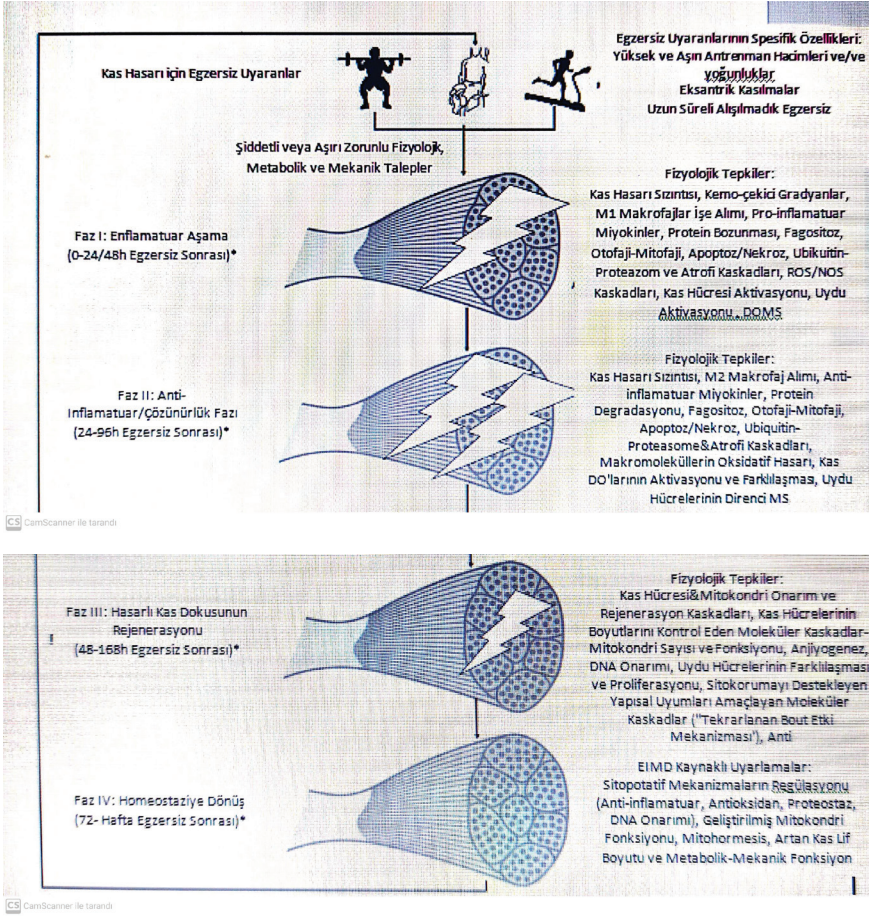 Kas Hasarı için Egzersiz Uyaranlar
Egzersiz Uyaranlarının Spesifik Özellikleri:
Yüksek ve Aşırı Antrenman Hacimleri ve/ve
yoğunluklar
Eksantrik Kasılmalar
Uzun Süreli Alışılmadık Egzersiz
Şiddetli veya Aşırı Zorunlu Fizyolojk,
Metabolik ve Mekanik Talepler
Faz I: Enflamatuar Aşama
(0-24/48h Egzersiz Sonrası)*
Fizyolojik Tepkiler:
Kas Hasarı Sızıntısı, Kemo-çekici Gradyanlar,
M1 Makrofajlar İşe Alımı, Pro-inflamatuar
Miyokinler, Protein Bozunması, Fagositoz,
Otofaji-Mitofaji, Apoptoz/Nekroz, Ubikuitin-
Proteazom ve Atrofi Kaskadları, ROS/NOS
Kaskadları, Kas Hücresi Aktivasyonu, Uydu
Aktivasyonu , DOMS
Faz II: Anti-
Inflamatuar/Çözünürlük Fazı
(24-96h Egzersiz Sonrası)*
Fizyolojik Tepkiler:
Kas Hasarı Sızıntısı, M2 Makrofaj Alımı, Anti-
inflamatuar Miyokinler, Protein
Degradasyonu, Fagositoz, Otofaji-Mitofaji,
Apoptoz/Nekroz, Ubiquitin-
Proteasome&Atrofi Kaskadları,
Makromoleküllerin Oksidatif Hasarı, Kas
DO'larının Aktivasyonu ve Farklılaşması, Uydu
Hücrelerinin Direnci MS
CS CamScanner ile tarandı
Faz III: Hasarlı Kas Dokusunun
Rejenerasyonu
(48-168h Egzersiz Sonrası)*
Fizyolojik Tepkiler:
Kas Hücresi&Mitokondri Onarım ve
Rejenerasyon Kaskadları, Kas Hücrelerinin
Boyutlarını Kontrol Eden Moleküler Kaskadlar-
Mitokondri Sayısı ve Fonksiyonu, Anjiyogenez,
DNA Onarımı, Uydu Hücrelerinin Farklılaşması
ve Proliferasyonu, Sitokorumayı Destekleyen
Yapısal Uyumları Amaçlayan Moleküler
Kaskadlar ("Tekrarlanan Bout Etki
Mekanizması'), Anti
Faz IV: Homeostaziye Dönüş
(72- Hafta Egzersiz Sonrası)*
EIMD Kaynaklı Uyarlamalar:
Sitopotatif Mekanizmaların Regülasyonu
(Anti-inflamatuar, Antioksidan, Proteostaz,
DNA Onarımı), Geliştirilmiş Mitokondri
Fonksiyonu, Mitohormesis, Artan Kas Lif
Boyutu ve Metabolik-Mekanik Fonksiyon
CS CamScanner ile tarandı